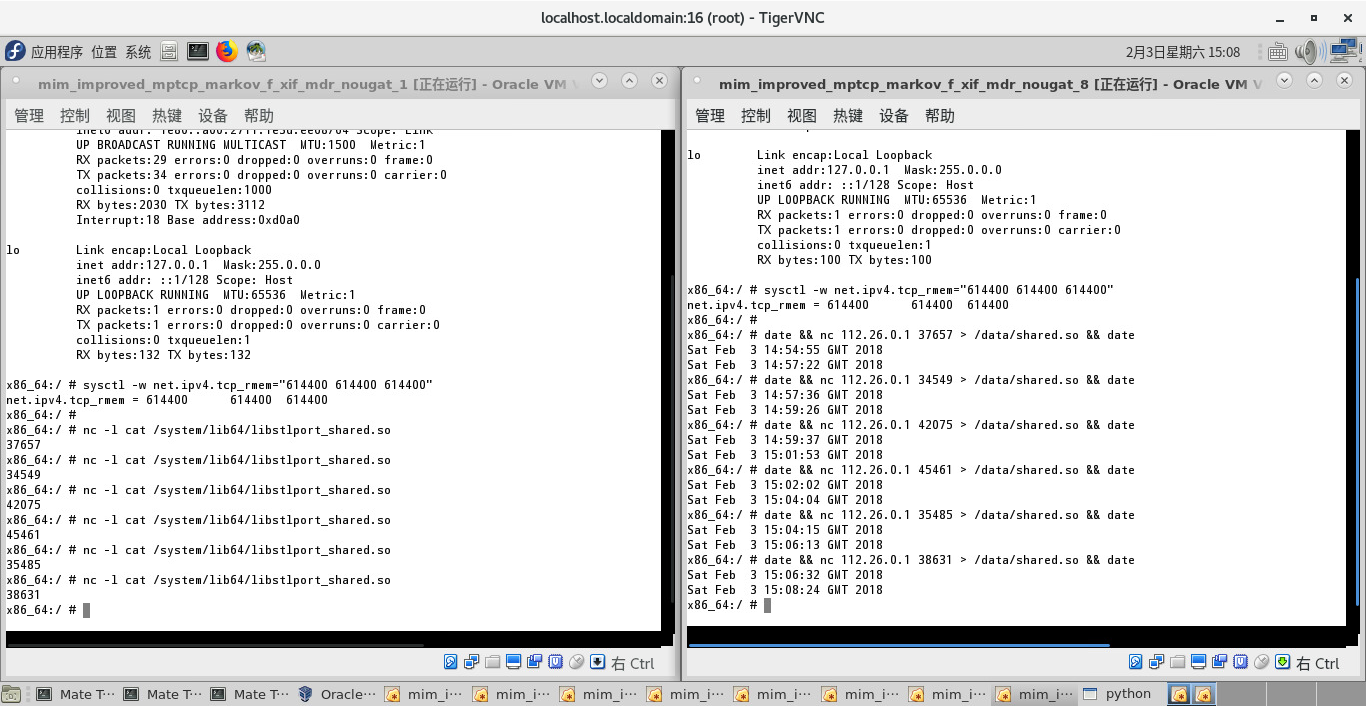 localhost.localdomain:16 (root) - TigerVNC
应用程序 位置 系统
2月3日星期六 15:08
mim_improved_mptcp_markov_f_xif_mdr_nougat_1 [正在运行] - Oracle VM V
管理 控制 视图 热键 设备 帮助
UP BROADCAST RUNNING MULTICAST  MTU:1500  Metric:1
RX packets:29 errors:0 dropped:0 overruns:0 frame:0
TX packets:34 errors:0 dropped:0 overruns:0 carrier:0
collisions:0 txqueuelen:1000
RX bytes:2030 TX bytes:3112
Interrupt:18 Base address:0xd0a0
lo        Link encap:Local Loopback
inet addr:127.0.0.1  Mask:255.0.0.0
inet6 addr: ::1/128 Scope: Host
UP LOOPBACK RUNNING  MTU:65536  Metric:1
RX packets:1 errors:0 dropped:0 overruns:0 frame:0
TX packets:1 errors:0 dropped:0 overruns:0 carrier:0
collisions:0 txqueuelen:1
RX bytes:132 TX bytes:132
x86_64:/ # sysctl -w net.ipv4.tcp_rmem="614400 614400 614400"
net.ipv4.tcp_rmem = 614400      614400  614400
x86_64:/ #
x86_64:/ # nc -l cat /system/lib64/libstlport_shared.so
37657
x86_64:/ # nc -l cat /system/lib64/libstlport_shared.so
34549
x86_64:/ # nc -l cat /system/lib64/libstlport_shared.so
42075
x86_64:/ # nc -l cat /system/lib64/libstlport_shared.so
45461
x86_64:/ # nc -l cat /system/lib64/libstlport_shared.so
35485
x86_64:/ # nc -l cat /system/lib64/libstlport_shared.so
38631
x86_64:/ #
右 Ctrl
mim_improved_mptcp_markov_f_xif_mdr_nougat_8 [正在运行] - Oracle VM V
管理 控制 视图 热键 设备 帮助
lo        Link encap:Local Loopback
inet addr:127.0.0.1  Mask:255.0.0.0
inet6 addr: ::1/128 Scope: Host
UP LOOPBACK RUNNING  MTU:65536  Metric:1
RX packets:1 errors:0 dropped:0 overruns:0 frame:0
TX packets:1 errors:0 dropped:0 overruns:0 carrier:0
collisions:0 txqueuelen:1
RX bytes:100 TX bytes:100
x86_64:/ # sysctl -w net.ipv4.tcp_rmem="614400 614400 614400"
net.ipv4.tcp_rmem = 614400      614400  614400
x86_64:/ #
x86_64:/ # date && nc 112.26.0.1 37657 > /data/shared.so && date
Sat Feb  3 14:54:55 GMT 2018
Sat Feb  3 14:57:22 GMT 2018
x86_64:/ # date && nc 112.26.0.1 34549 > /data/shared.so && date
Sat Feb  3 14:57:36 GMT 2018
Sat Feb  3 14:59:26 GMT 2018
x86_64:/ # date && nc 112.26.0.1 42075 > /data/shared.so && date
Sat Feb  3 14:59:37 GMT 2018
Sat Feb  3 15:01:53 GMT 2018
x86_64:/ # date && nc 112.26.0.1 45461 > /data/shared.so && date
Sat Feb  3 15:02:02 GMT 2018
Sat Feb  3 15:04:04 GMT 2018
x86_64:/ # date && nc 112.26.0.1 35485 > /data/shared.so && date
Sat Feb  3 15:04:15 GMT 2018
Sat Feb  3 15:06:13 GMT 2018
x86_64:/ # date && nc 112.26.0.1 38631 > /data/shared.so && date
Sat Feb  3 15:06:32 GMT 2018
Sat Feb  3 15:08:24 GMT 2018
x86_64:/ #
右 Ctrl
Mate T··· Mate T··· Mate T··· Oracle··· mim_i··· mim_i··· mim_i··· mim_i··· mim_i··· mim_i··· mim_i··· mim_i··· python